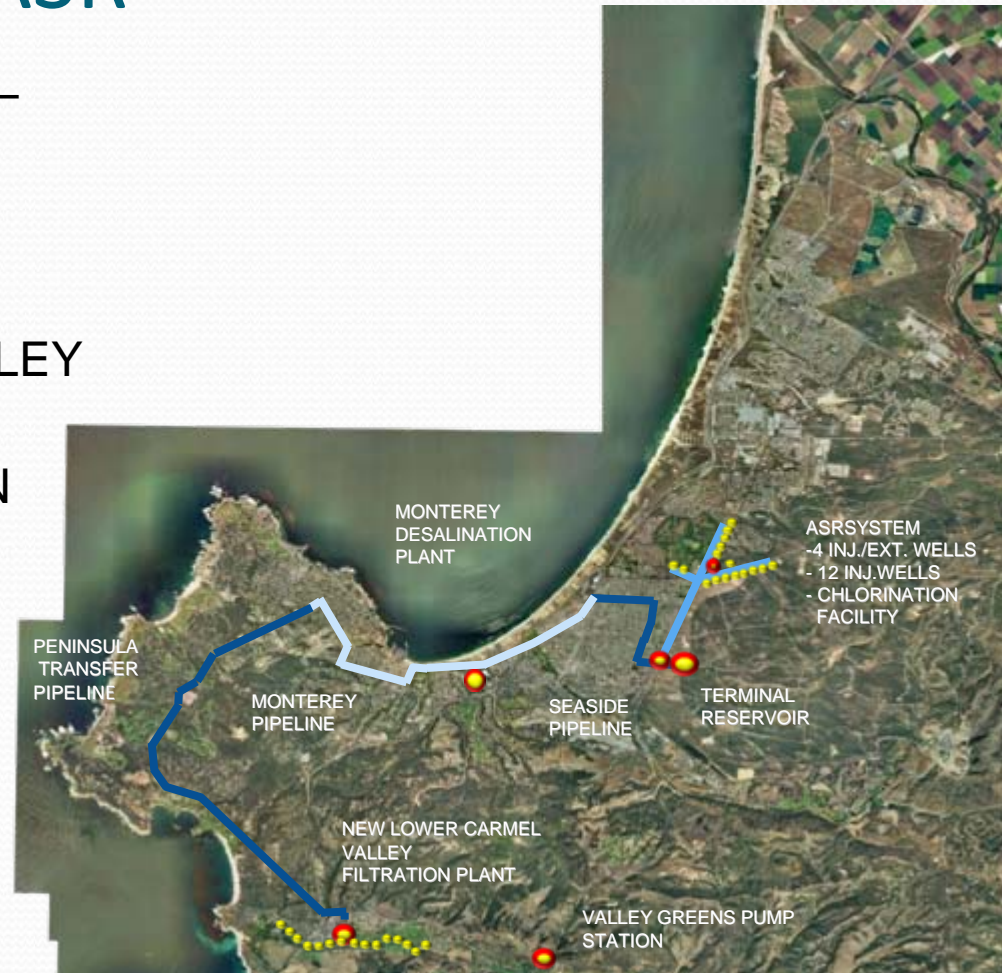 ASR
–
LEY
N
MONTEREY
DESALINATION
PLANT
ASRSYSTEM
-4 INJ./EXT. WELLS
- 12 INJ.WELLS
- CHLORINATION
FACILITY
PENINSULA
TRANSFER
PIPELINE
MONTEREY
PIPELINE
SEASIDE
PIPELINE
TERMINAL
RESERVOIR
NEW LOWER CARMEL
VALLEY
FILTRATION PLANT
VALLEY GREENS PUMP
STATION